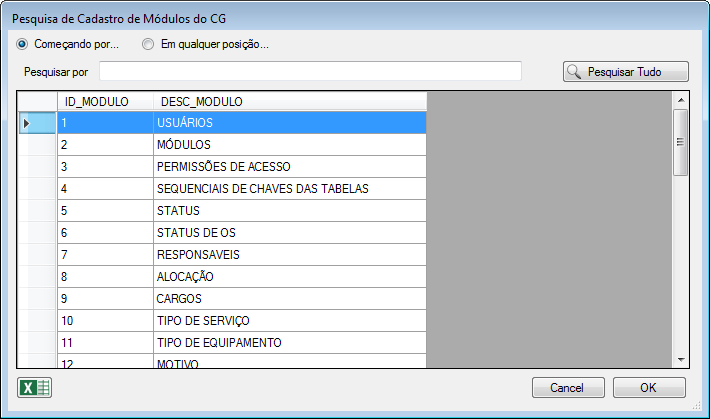 Pesquisa de Cadastro de Módulos do CG
Começando por... Em qualquer posição...
Pesquisar por Pesquisar Tudo
ID_MODULO DESC_MODULO
1 USUÁRIOS
2 MÓDULOS
3 PERMISSÕES DE ACESSO
4 SEQUENCIAIS DE CHAVES DAS TABELAS
5 STATUS
6 STATUS DE OS
7 RESPONSAVEIS
8 ALOCAÇÃO
9 CARGOS
10 TIPO DE SERVIÇO
11 TIPO DE EQUIPAMENTO
12 MOTIVO
Cancel OK